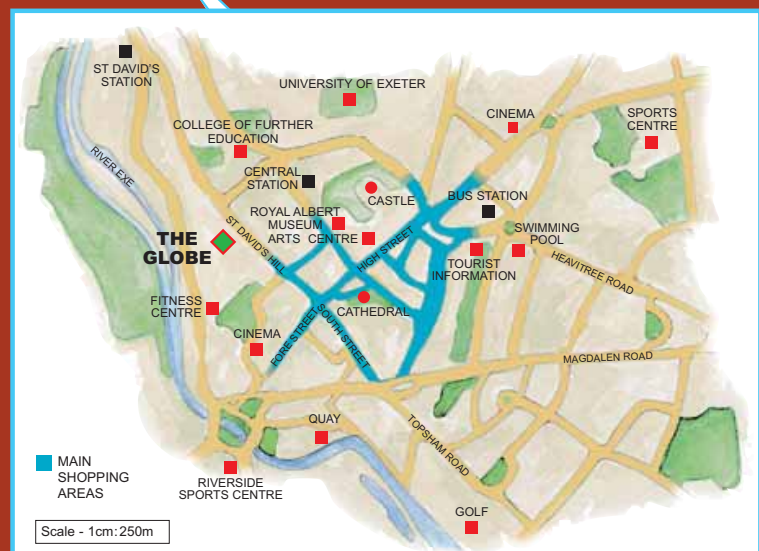 ST DAVID'S
STATION
UNIVERSITY OF EXETER
CINEMA
SPORTS
CENTRE
COLLEGE OF FURTHER
EDUCATION
RIVER EXE
CENTRAL
STATION
CASTLE
BUS STATION
ROYAL ALBERT
MUSEUM
ARTS CENTRE
ST DAVID'S HILL
HIGH STREET
SWIMMING
POOL
THE
GLOBE
TOURIST
INFORMATION
HEAVITREE ROAD
FITNESS
CENTRE
CATHEDRAL
CINEMA
FORE STREET
SOUTH STREET
MAGDALEN ROAD
QUAY
TOPSHAM ROAD
MAIN
SHOPPING
AREAS
RIVERSIDE
SPORTS CENTRE
GOLF
Scale - 1cm:250m